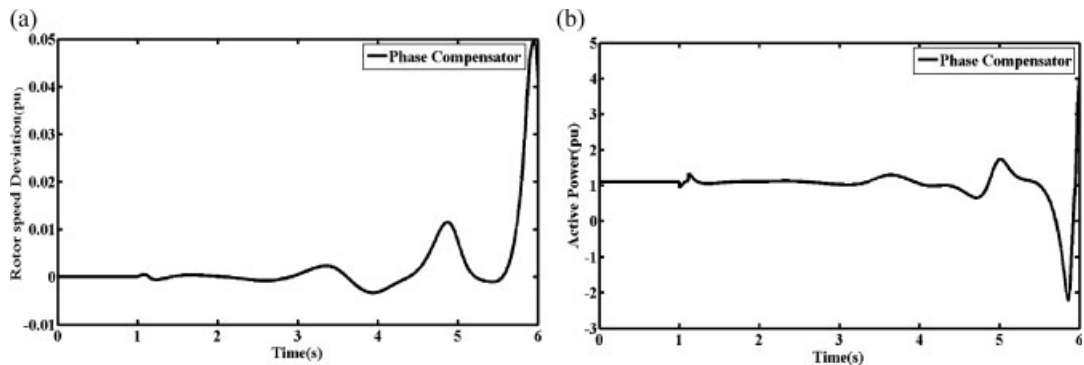 (a)
0.05
0.04
0.03
0.02
0.01
0
-0.01
Rotor speed Deviation(pu)
Phase Compensator
0 1 2 3 4 5 6
Time(s)
(b)
5
4
3
2
1
0
-1
-2
-3
Active Power(pu)
Phase Compensator
0 1 2 3 4 5 6
Time(s)